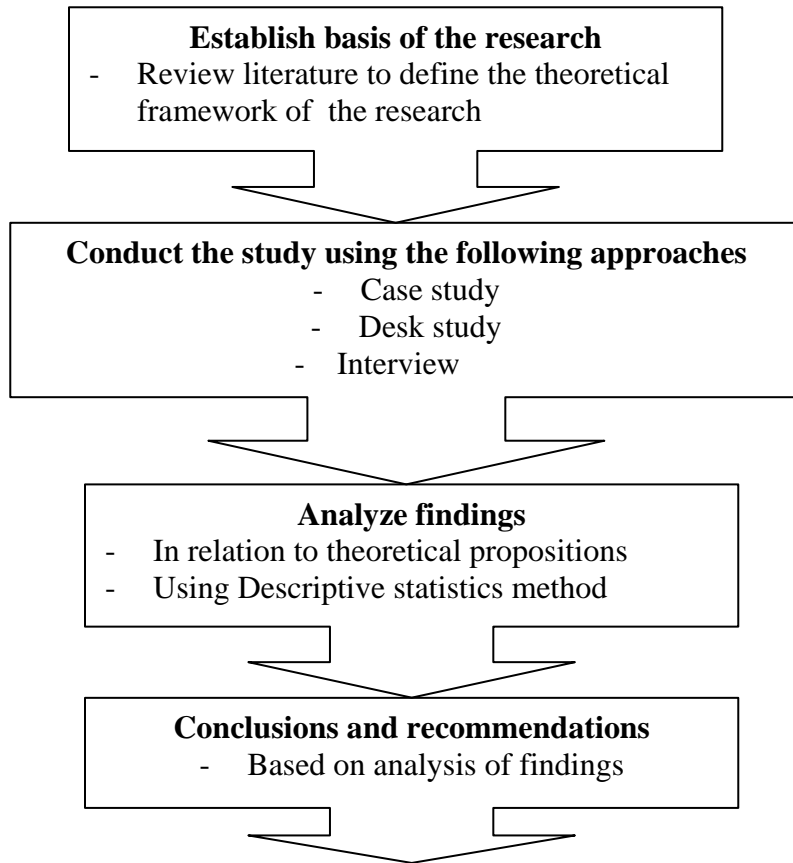 Establish basis of the research
- Review literature to define the theoretical
framework of the research
Conduct the study using the following approaches
- Case study
- Desk study
- Interview
Analyze findings
- In relation to theoretical propositions
- Using Descriptive statistics method
Conclusions and recommendations
- Based on analysis of findings